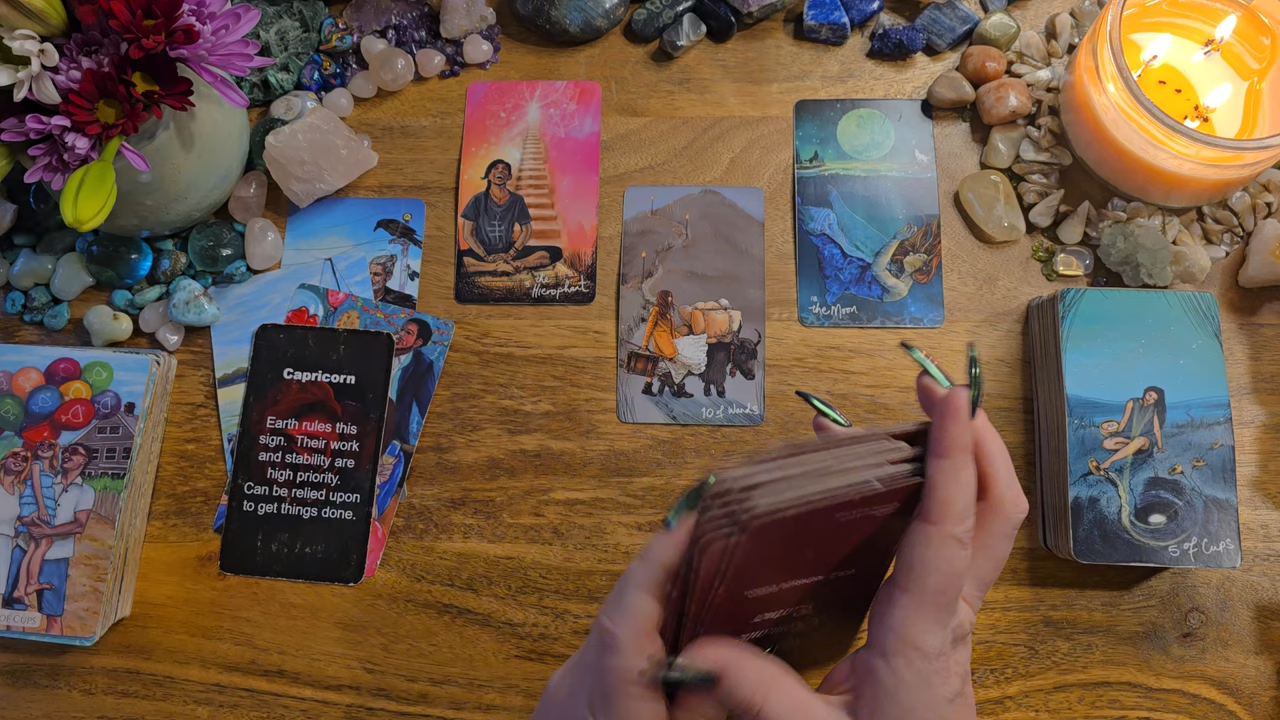 the
Hierophant
10 of Wands
18
the Moon
Capricorn
Earth rules this
sign. Their work
and stability are
high priority.
Can be relied upon
to get things done.
OF CUPS
5 of Cups